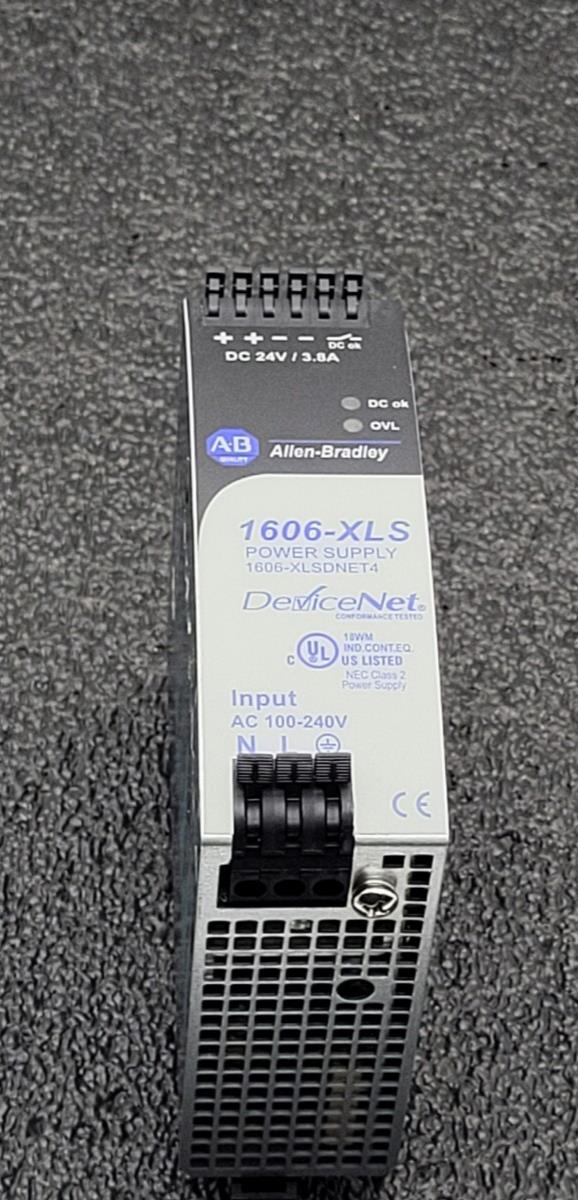 + + − −
DC ok
DC 24V / 3.8A
DC ok
OVL
A·B
QUALITY
Allen-Bradley
1606-XLS
POWER SUPPLY
1606-XLSDNET4
DeviceNet®
CONFORMANCE TESTED
18WM
IND.CONT.EQ.
C UL US LISTED
NEC Class 2
Power Supply
Input
AC 100-240V
N L
CE